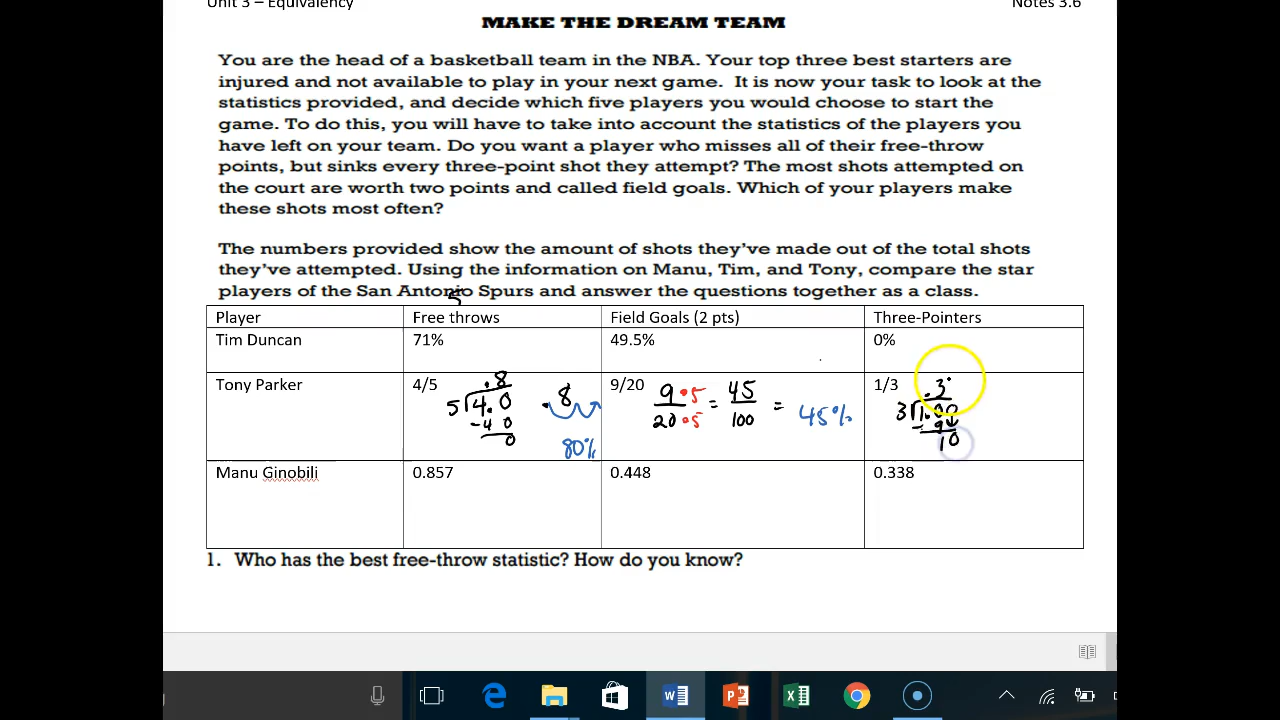 Unit 3 – Equivalency Notes 3.6
MAKE THE DREAM TEAM
You are the head of a basketball team in the NBA. Your top three best starters are
injured and not available to play in your next game. It is now your task to look at the
statistics provided, and decide which five players you would choose to start the
game. To do this, you will have to take into account the statistics of the players you
have left on your team. Do you want a player who misses all of their free-throw
points, but sinks every three-point shot they attempt? The most shots attempted on
the court are worth two points and called field goals. Which of your players make
these shots most often?
The numbers provided show the amount of shots they've made out of the total shots
they've attempted. Using the information on Manu, Tim, and Tony, compare the star
players of the San Antonio Spurs and answer the questions together as a class.
5
Player Free throws Field Goals (2 pts) Three-Pointers
Tim Duncan 71% 49.5% 0%
Tony Parker 4/5 9/20 1/3
.8
5 4.0
-4 0
0
.8
80%
9 •5 = 45 = 45%
20 •5 100
.3
3 1.00
-9
10
Manu Ginobili 0.857 0.448 0.338
1. Who has the best free-throw statistic? How do you know?